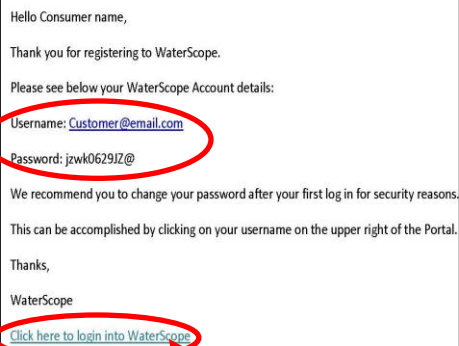 Hello Consumer name,
Thank you for registering to WaterScope.
Please see below your WaterScope Account details:
Username: Customer@email.com
Password: jzwk0629JZ@
We recommend you to change your password after your first log in for security reasons.
This can be accomplished by clicking on your username on the upper right of the Portal.
Thanks,
WaterScope
Click here to login into WaterScope